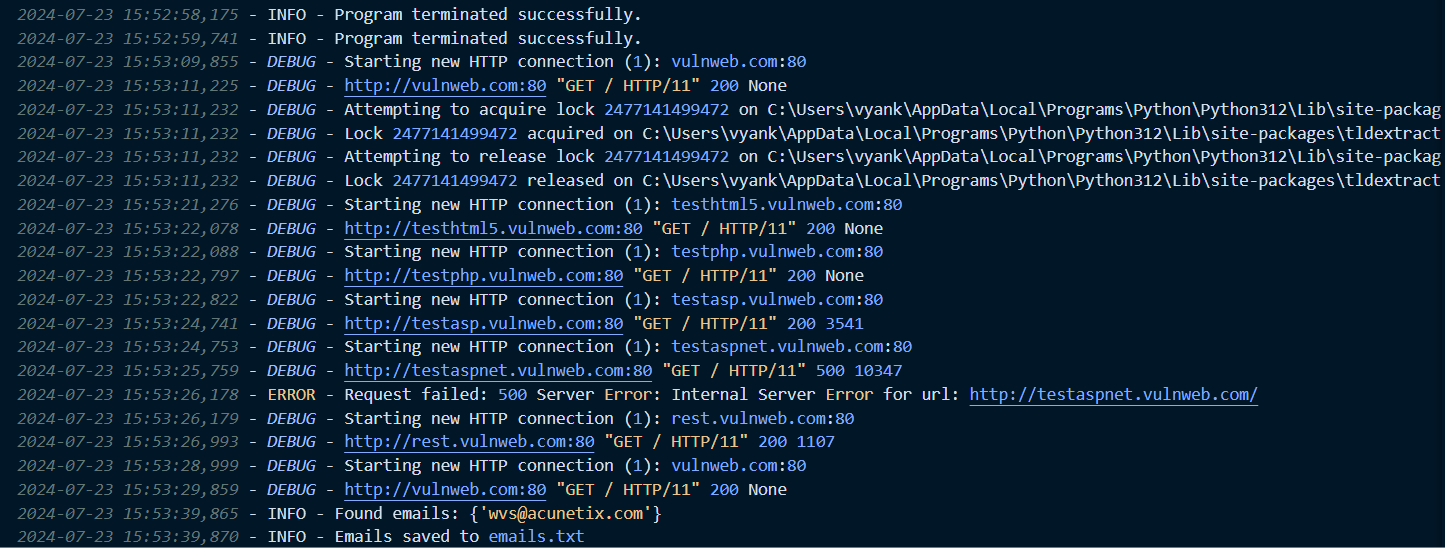 2024-07-23 15:52:58,175 - INFO - Program terminated successfully.
2024-07-23 15:52:59,741 - INFO - Program terminated successfully.
2024-07-23 15:53:09,855 - DEBUG - Starting new HTTP connection (1): vulnweb.com:80
2024-07-23 15:53:11,225 - DEBUG - http://vulnweb.com:80 "GET / HTTP/11" 200 None
2024-07-23 15:53:11,232 - DEBUG - Attempting to acquire lock 2477141499472 on C:\Users\vyank\AppData\Local\Programs\Python\Python312\Lib\site-packag
2024-07-23 15:53:11,232 - DEBUG - Lock 2477141499472 acquired on C:\Users\vyank\AppData\Local\Programs\Python\Python312\Lib\site-packages\tldextract
2024-07-23 15:53:11,232 - DEBUG - Attempting to release lock 2477141499472 on C:\Users\vyank\AppData\Local\Programs\Python\Python312\Lib\site-packag
2024-07-23 15:53:11,232 - DEBUG - Lock 2477141499472 released on C:\Users\vyank\AppData\Local\Programs\Python\Python312\Lib\site-packages\tldextract
2024-07-23 15:53:21,276 - DEBUG - Starting new HTTP connection (1): testhtml5.vulnweb.com:80
2024-07-23 15:53:22,078 - DEBUG - http://testhtml5.vulnweb.com:80 "GET / HTTP/11" 200 None
2024-07-23 15:53:22,088 - DEBUG - Starting new HTTP connection (1): testphp.vulnweb.com:80
2024-07-23 15:53:22,797 - DEBUG - http://testphp.vulnweb.com:80 "GET / HTTP/11" 200 None
2024-07-23 15:53:22,822 - DEBUG - Starting new HTTP connection (1): testasp.vulnweb.com:80
2024-07-23 15:53:24,741 - DEBUG - http://testasp.vulnweb.com:80 "GET / HTTP/11" 200 3541
2024-07-23 15:53:24,753 - DEBUG - Starting new HTTP connection (1): testaspnet.vulnweb.com:80
2024-07-23 15:53:25,759 - DEBUG - http://testaspnet.vulnweb.com:80 "GET / HTTP/11" 500 10347
2024-07-23 15:53:26,178 - ERROR - Request failed: 500 Server Error: Internal Server Error for url: http://testaspnet.vulnweb.com/
2024-07-23 15:53:26,179 - DEBUG - Starting new HTTP connection (1): rest.vulnweb.com:80
2024-07-23 15:53:26,993 - DEBUG - http://rest.vulnweb.com:80 "GET / HTTP/11" 200 1107
2024-07-23 15:53:28,999 - DEBUG - Starting new HTTP connection (1): vulnweb.com:80
2024-07-23 15:53:29,859 - DEBUG - http://vulnweb.com:80 "GET / HTTP/11" 200 None
2024-07-23 15:53:39,865 - INFO - Found emails: {'wvs@acunetix.com'}
2024-07-23 15:53:39,870 - INFO - Emails saved to emails.txt